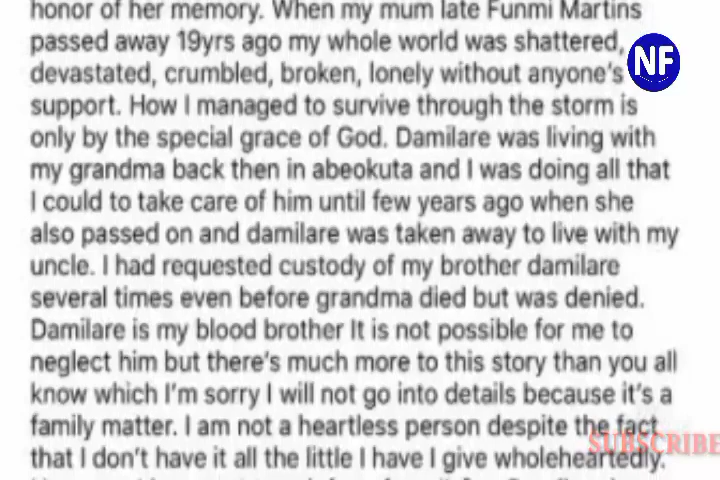 honor of her memory. When my mum late Funmi Martins
passed away 19yrs ago my whole world was shattered,
devastated, crumbled, broken, lonely without anyone's
support. How I managed to survive through the storm is
only by the special grace of God. Damilare was living with
my grandma back then in abeokuta and I was doing all that
I could to take care of him until few years ago when she
also passed on and damilare was taken away to live with my
uncle. I had requested custody of my brother damilare
several times even before grandma died but was denied.
Damilare is my blood brother It is not possible for me to
neglect him but there's much more to this story than you all
know which I'm sorry I will not go into details because it's a
family matter. I am not a heartless person despite the fact
that I don't have it all the little I have I give wholeheartedly.
NF
SUBSCRIBE